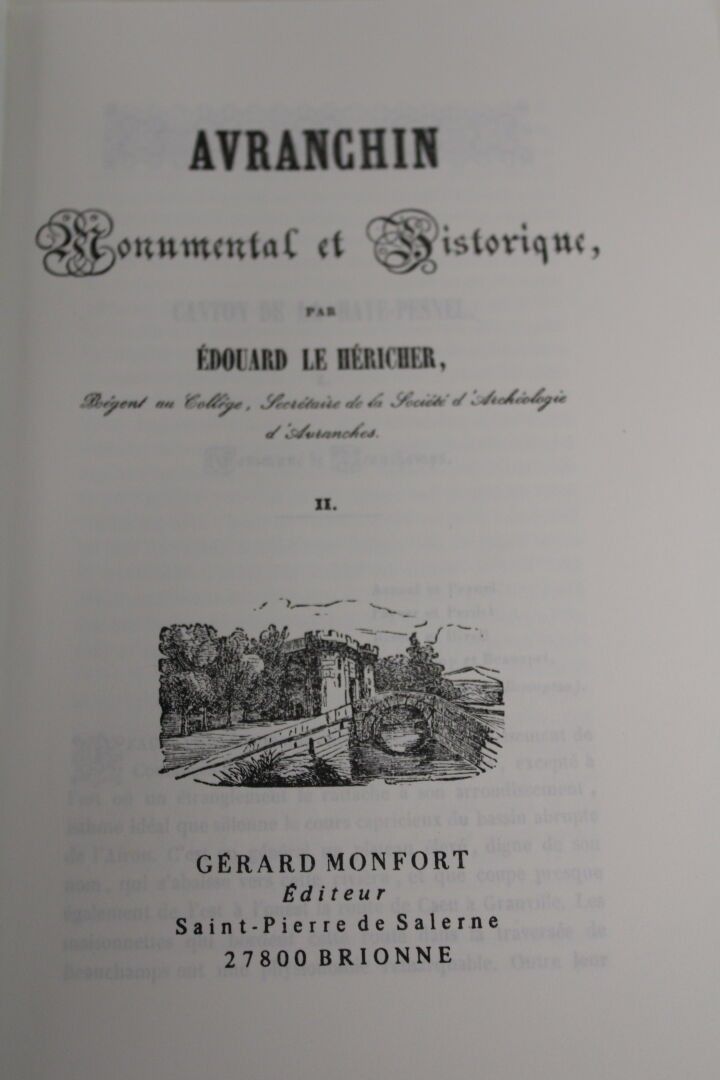 AVRANCHIN
Monumental et Historique,
PAR
ÉDOUARD LE HÉRICHER,
Régent au Collège, Secrétaire de la Société d'Archéologie
d'Avranches.
II.
GÉRARD MONFORT
Éditeur
Saint-Pierre de Salerne
27800 BRIONNE